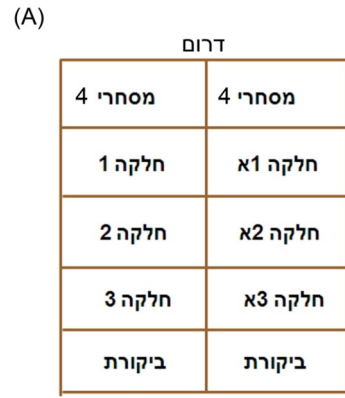 (A)
דרום
מסחרי 4 מסחרי 4
חלקה 1א חלקה 1
חלקה 2א חלקה 2
חלקה 3א חלקה 3
ביקורת ביקורת